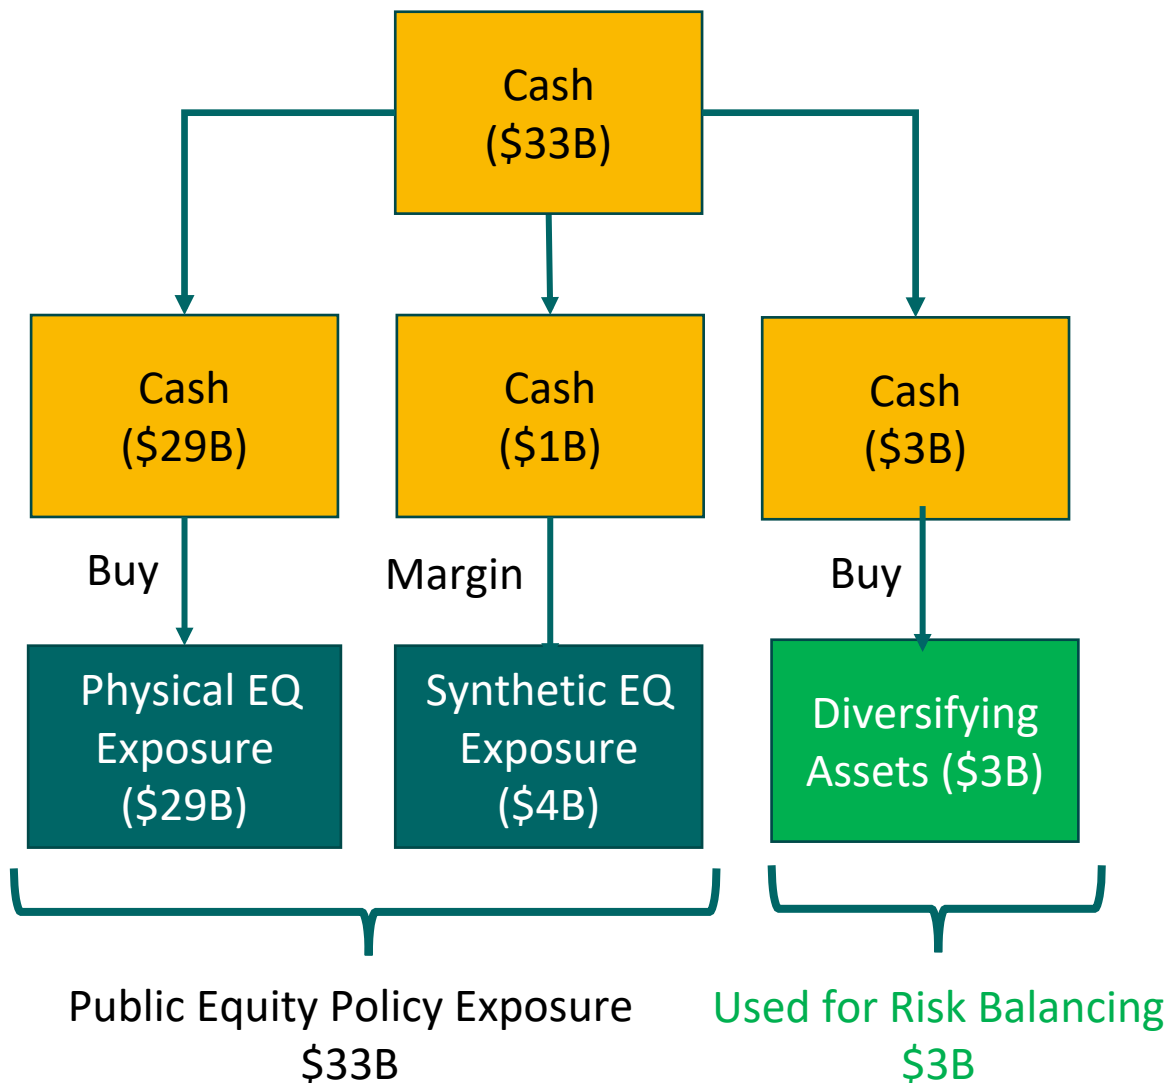 Cash
($33B)
Cash
($29B)
Cash
($1B)
Cash
($3B)
Buy
Margin
Buy
Physical EQ
Exposure
($29B)
Synthetic EQ
Exposure
($4B)
Diversifying
Assets ($3B)
Public Equity Policy Exposure
$33B
Used for Risk Balancing
$3B